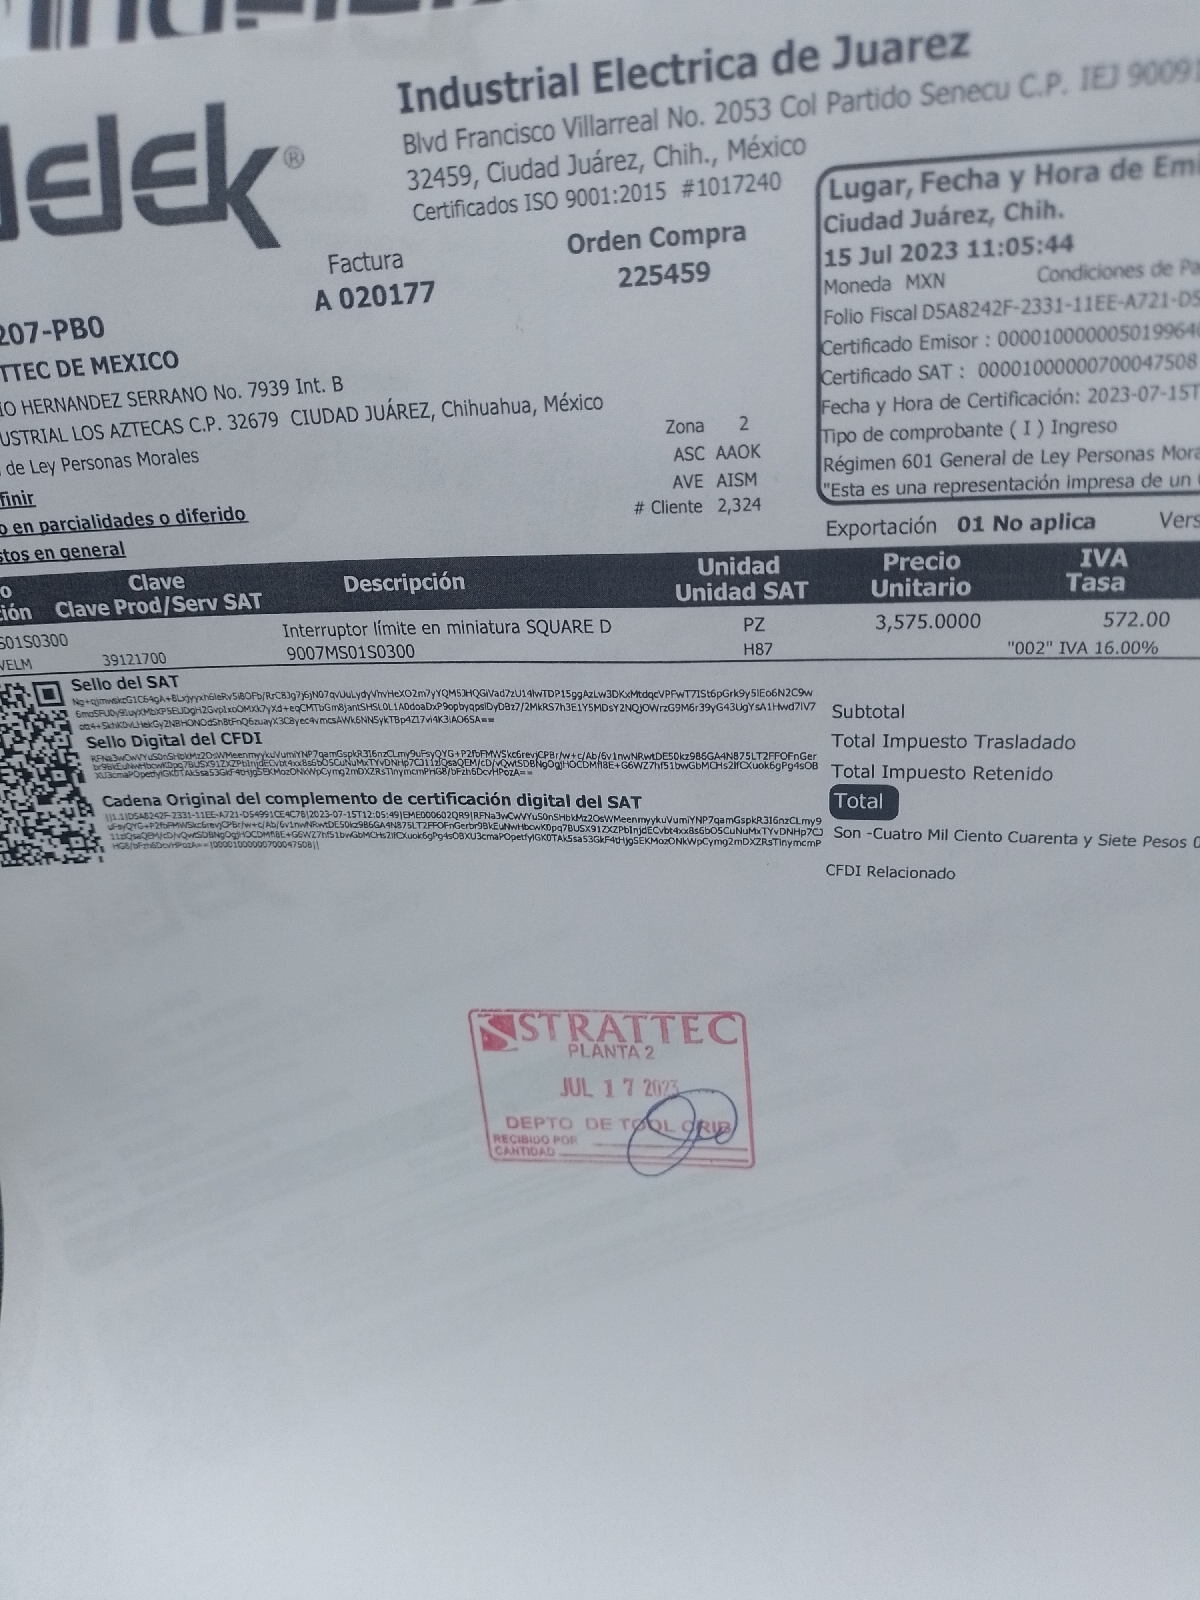 elek®
Industrial Electrica de Juarez
Blvd Francisco Villarreal No. 2053 Col Partido Senecu C.P. IEJ 90091
32459, Ciudad Juárez, Chih., México
Certificados ISO 9001:2015 #1017240
Factura
A 020177
Orden Compra
225459
Lugar, Fecha y Hora de Emi
Ciudad Juárez, Chih.
15 Jul 2023 11:05:44
Moneda MXN Condiciones de Pa
Folio Fiscal D5A8242F-2331-11EE-A721-D5
Certificado Emisor : 0000100000050199640
Certificado SAT : 00001000000700047508
Fecha y Hora de Certificación: 2023-07-15T
Tipo de comprobante ( I ) Ingreso
Régimen 601 General de Ley Personas Mora
"Esta es una representación impresa de un
207-PB0
TTEC DE MEXICO
IO HERNANDEZ SERRANO No. 7939 Int. B
USTRIAL LOS AZTECAS C.P. 32679 CIUDAD JUÁREZ, Chihuahua, México
de Ley Personas Morales
finir
o en parcialidades o diferido
stos en general
Zona 2
ASC AAOK
AVE AISM
# Cliente 2,324
Exportación 01 No aplica Vers
o
ión
Clave
Clave Prod/Serv SAT
Descripción
Unidad
Unidad SAT
Precio
Unitario
IVA
Tasa
S01S0300 Interruptor límite en miniatura SQUARE D PZ 3,575.0000 572.00
VELM 39121700 9007MS01S0300 H87 "002" IVA 16.00%
Sello del SAT
Sello Digital del CFDI
Cadena Original del complemento de certificación digital del SAT
Subtotal
Total Impuesto Trasladado
Total Impuesto Retenido
Total
Son -Cuatro Mil Ciento Cuarenta y Siete Pesos 0
CFDI Relacionado
STRATTEC
PLANTA 2
JUL 17 2023
DEPTO DE TOOL CRIB
RECIBIDO POR
CANTIDAD